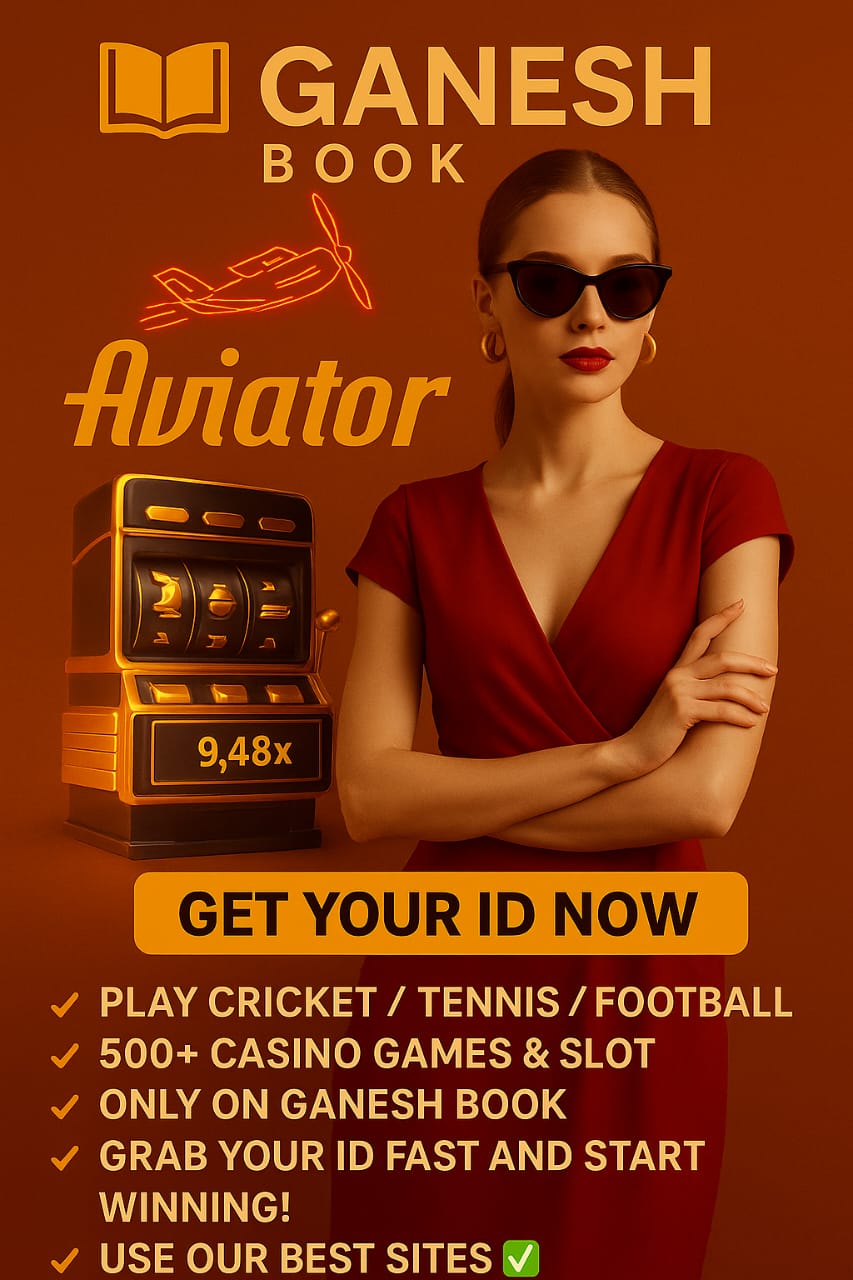 GANESH
BOOK
Aviator
9,48x
GET YOUR ID NOW
✓ PLAY CRICKET / TENNIS / FOOTBALL
✓ 500+ CASINO GAMES & SLOT
✓ ONLY ON GANESH BOOK
✓ GRAB YOUR ID FAST AND START
WINNING!
✓ USE OUR BEST SITES ✅